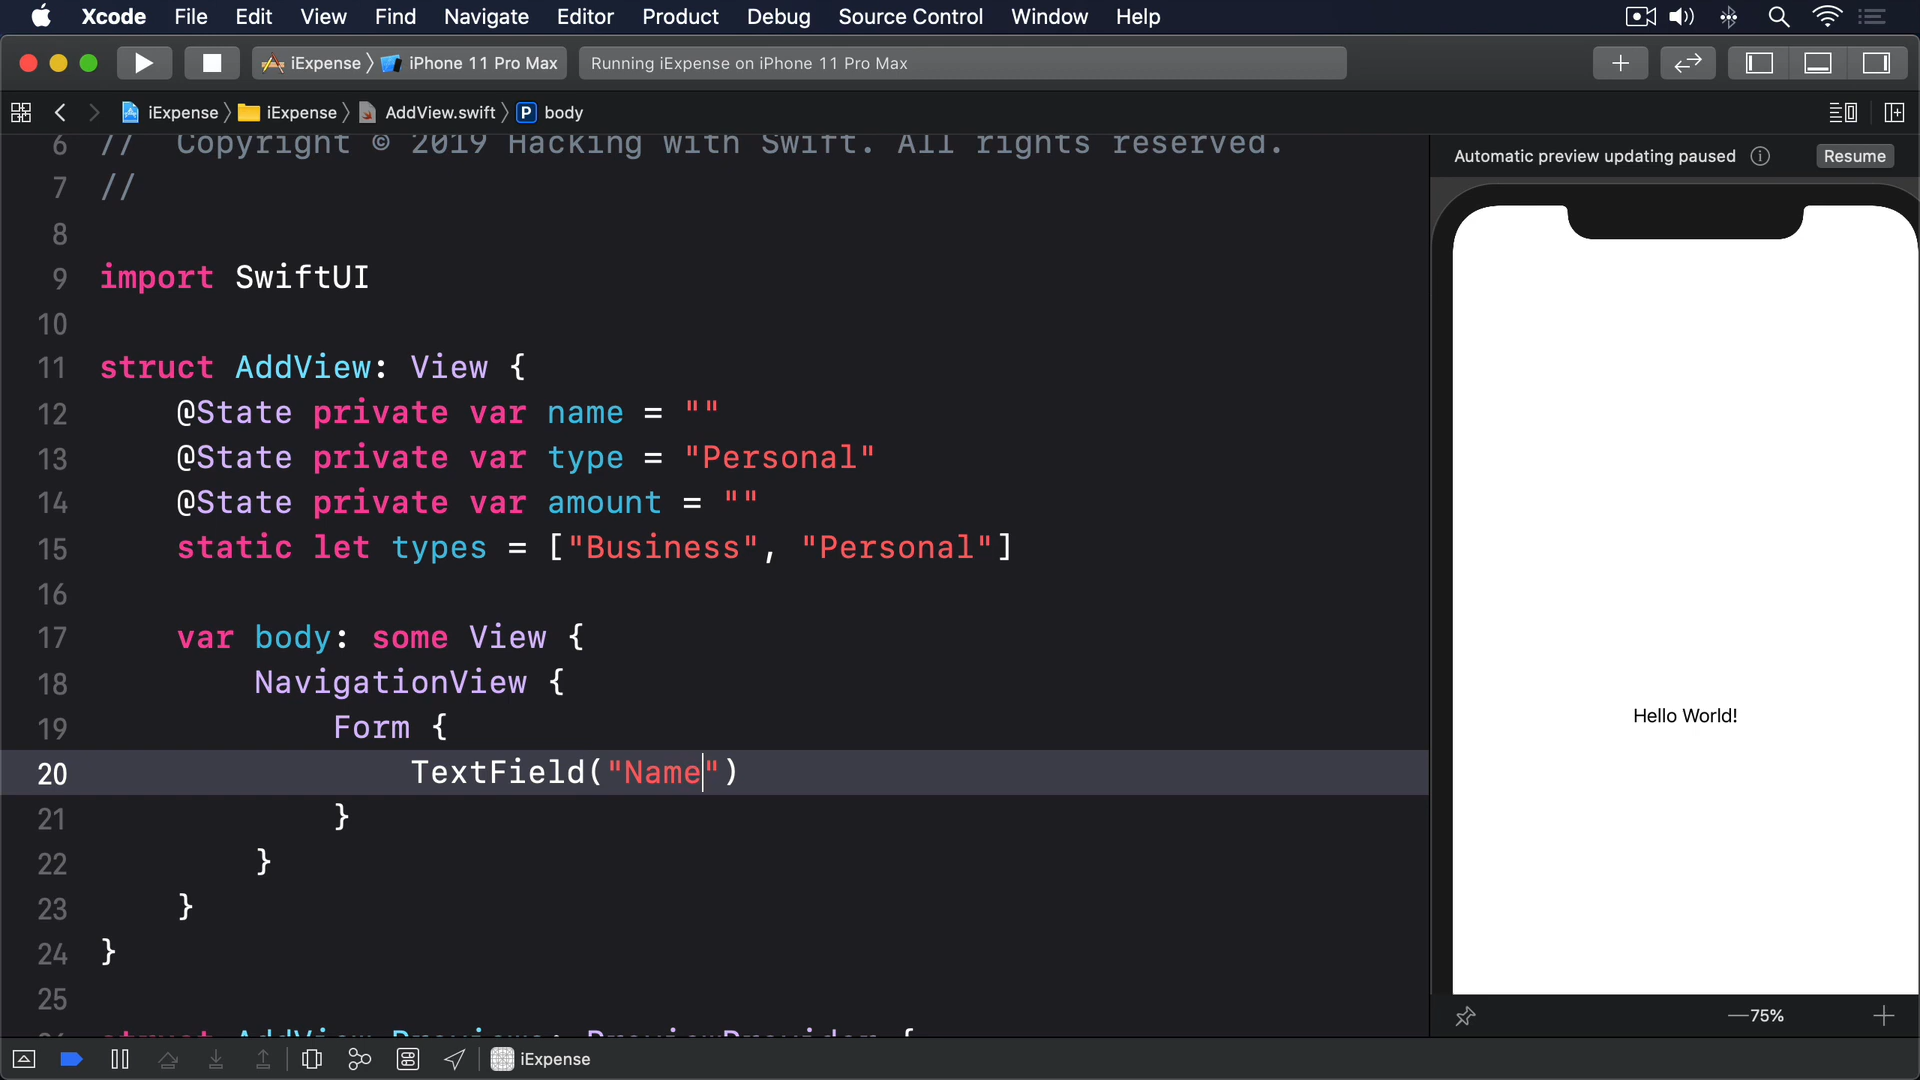 Xcode File Edit View Find Navigate Editor Product Debug Source Control Window Help
iExpense iPhone 11 Pro Max Running iExpense on iPhone 11 Pro Max
iExpense iExpense AddView.swift P body
6 // Copyright © 2019 Hacking with Swift. All rights reserved.
Automatic preview updating paused Resume
7 //
8
9 import SwiftUI
10
11 struct AddView: View {
12 @State private var name = ""
13 @State private var type = "Personal"
14 @State private var amount = ""
15 static let types = ["Business", "Personal"]
16
17 var body: some View {
18 NavigationView {
19 Form {
20 TextField("Name")
21 }
22 }
23 }
24 }
25
Hello World!
struct AddView_Previews: PreviewProvider {
75%
iExpense